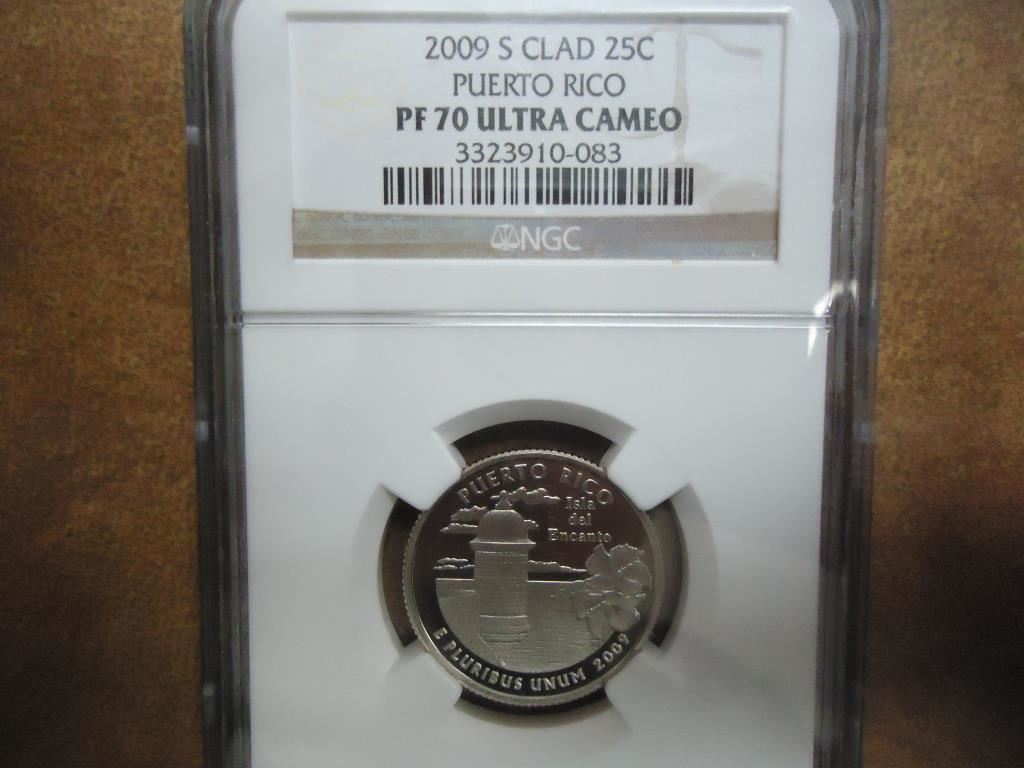 2009 S CLAD 25C
PUERTO RICO
PF 70 ULTRA CAMEO
3323910-083
NGC
PUERTO RICO
Isla
del
Encanto
E PLURIBUS UNUM 2009